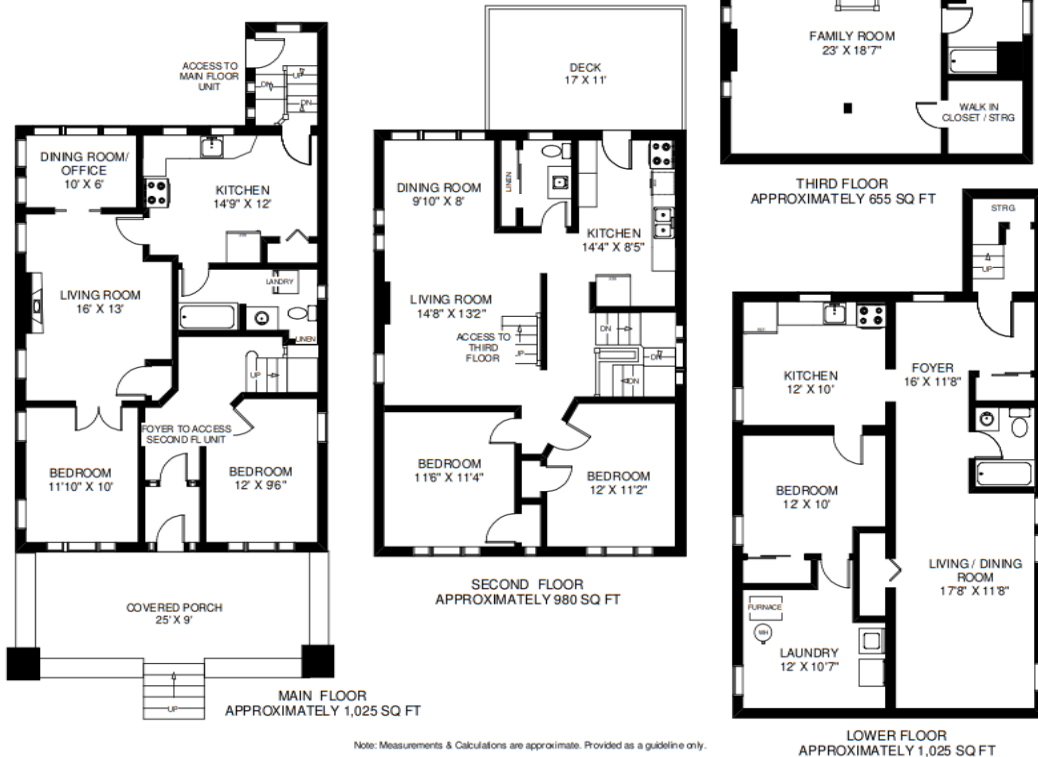 ACCESS TO
MAIN FLOOR
UNIT
UP
DN
DN
DINING ROOM/
OFFICE
10' X 6'
KITCHEN
14'9" X 12'
LIVING ROOM
16' X 13'
LANDRY
LINEN
UP
FOYER TO ACCESS
SECOND FL UNIT
BEDROOM
11'10" X 10'
BEDROOM
12' X 9'6"
COVERED PORCH
25' X 9'
UP
MAIN FLOOR
APPROXIMATELY 1,025 SQ FT
DECK
17' X 11'
DINING ROOM
9'10" X 8'
LINEN
KITCHEN
14'4" X 8'5"
LIVING ROOM
14'8" X 13'2"
ACCESS TO
THIRD
FLOOR
UP
DN
DN
DN
BEDROOM
11'6" X 11'4"
BEDROOM
12' X 11'2"
SECOND FLOOR
APPROXIMATELY 980 SQ FT
FAMILY ROOM
23' X 18'7"
WALK IN
CLOSET / STRG
THIRD FLOOR
APPROXIMATELY 655 SQ FT
STRG
UP
KITCHEN
12' X 10'
FOYER
16' X 11'8"
BEDROOM
12' X 10'
LIVING / DINING
ROOM
17'8" X 11'8"
FURNACE
WH
LAUNDRY
12' X 10'7"
LOWER FLOOR
APPROXIMATELY 1,025 SQ FT
Note: Measurements & Calculations are approximate. Provided as a guideline only.